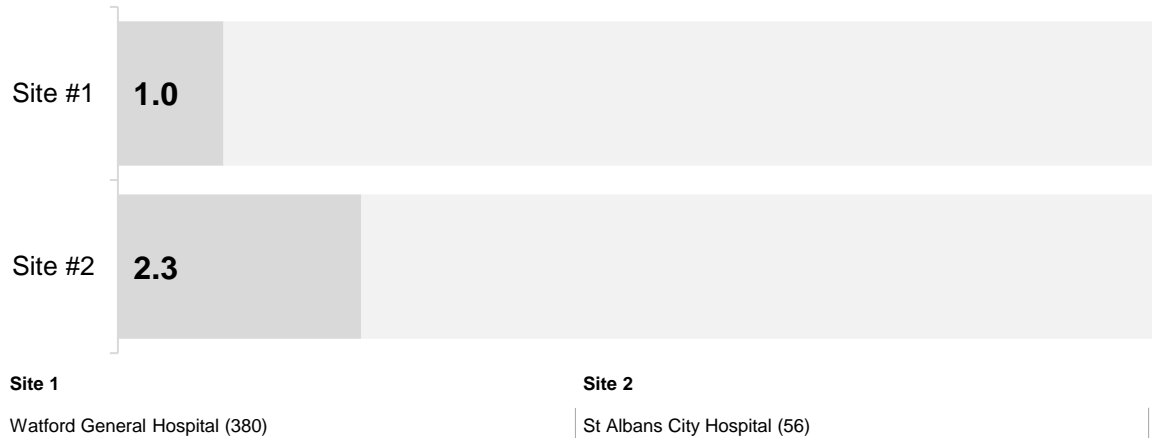 Site #1 1.0
Site #2 2.3
Site 1 Site 2
Watford General Hospital (380) St Albans City Hospital (56)